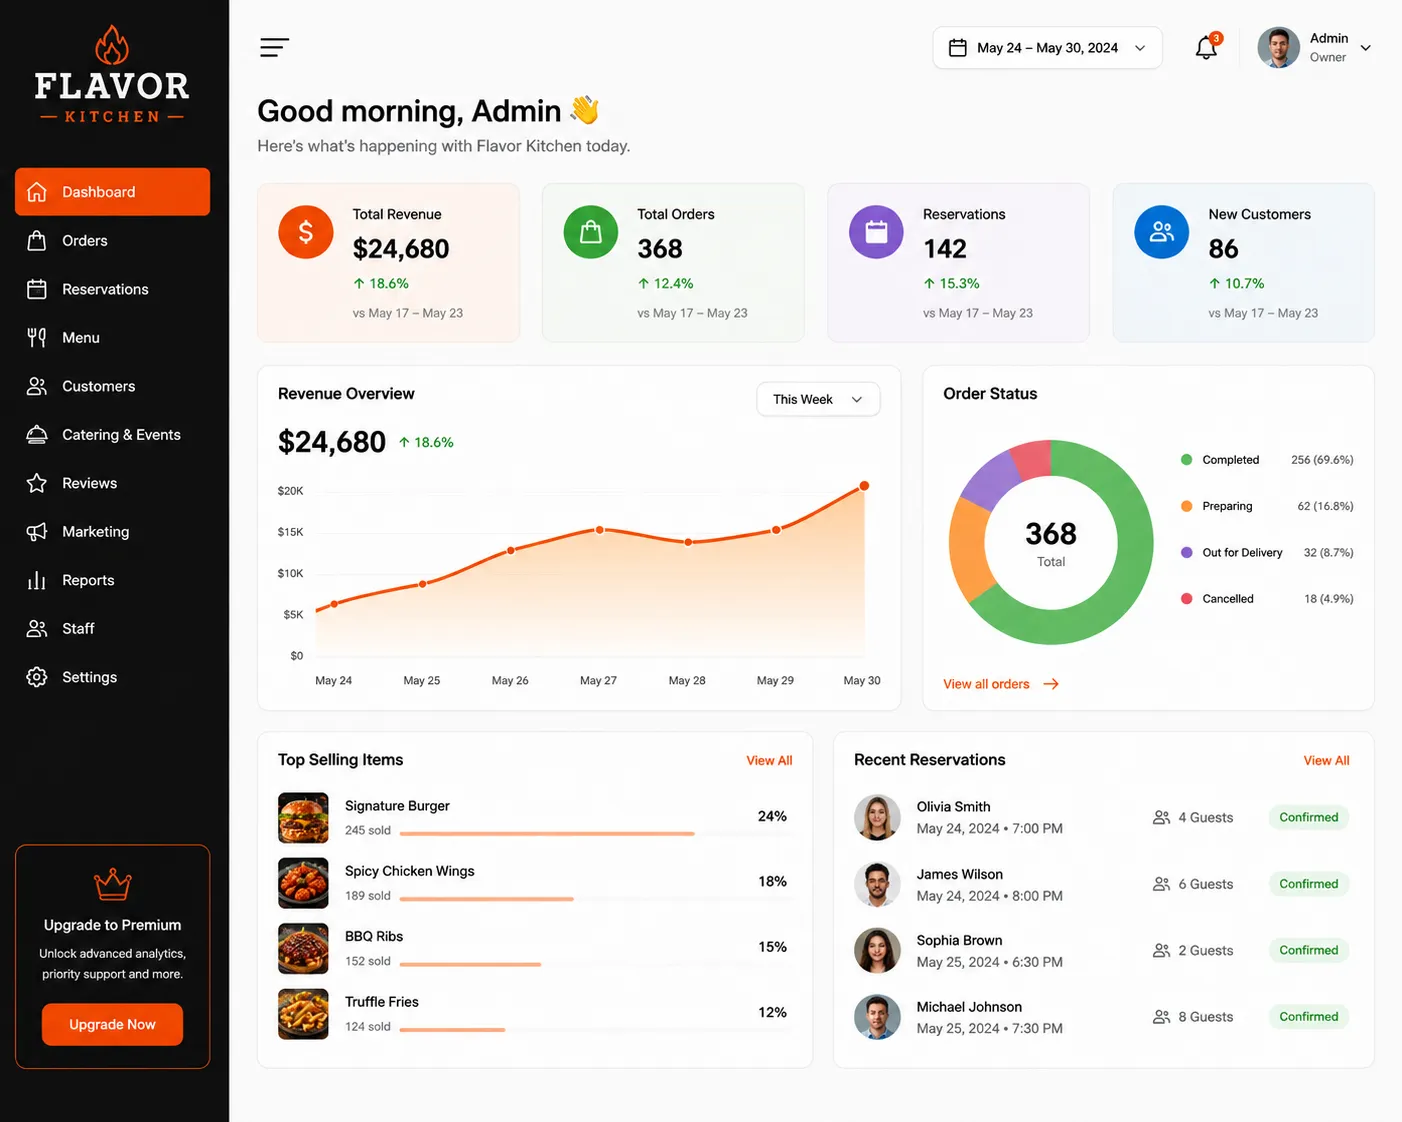 FLAVOR
KITCHEN
Dashboard
Orders
Reservations
Menu
Customers
Catering & Events
Reviews
Marketing
Reports
Staff
Settings
Upgrade to Premium
Unlock advanced analytics,
priority support and more.
Upgrade Now
May 24 – May 30, 2024
3
Admin
Owner
Good morning, Admin 👋
Here's what's happening with Flavor Kitchen today.
$
Total Revenue
$24,680
↑ 18.6%
vs May 17 – May 23
Total Orders
368
↑ 12.4%
vs May 17 – May 23
Reservations
142
↑ 15.3%
vs May 17 – May 23
New Customers
86
↑ 10.7%
vs May 17 – May 23
Revenue Overview
This Week
$24,680 ↑ 18.6%
$20K
$15K
$10K
$5K
$0
May 24 May 25 May 26 May 27 May 28 May 29 May 30
Order Status
368
Total
Completed 256 (69.6%)
Preparing 62 (16.8%)
Out for Delivery 32 (8.7%)
Cancelled 18 (4.9%)
View all orders →
Top Selling Items
View All
Signature Burger
245 sold
24%
Spicy Chicken Wings
189 sold
18%
BBQ Ribs
152 sold
15%
Truffle Fries
124 sold
12%
Recent Reservations
View All
Olivia Smith
May 24, 2024 • 7:00 PM
4 Guests
Confirmed
James Wilson
May 24, 2024 • 8:00 PM
6 Guests
Confirmed
Sophia Brown
May 25, 2024 • 6:30 PM
2 Guests
Confirmed
Michael Johnson
May 25, 2024 • 7:30 PM
8 Guests
Confirmed